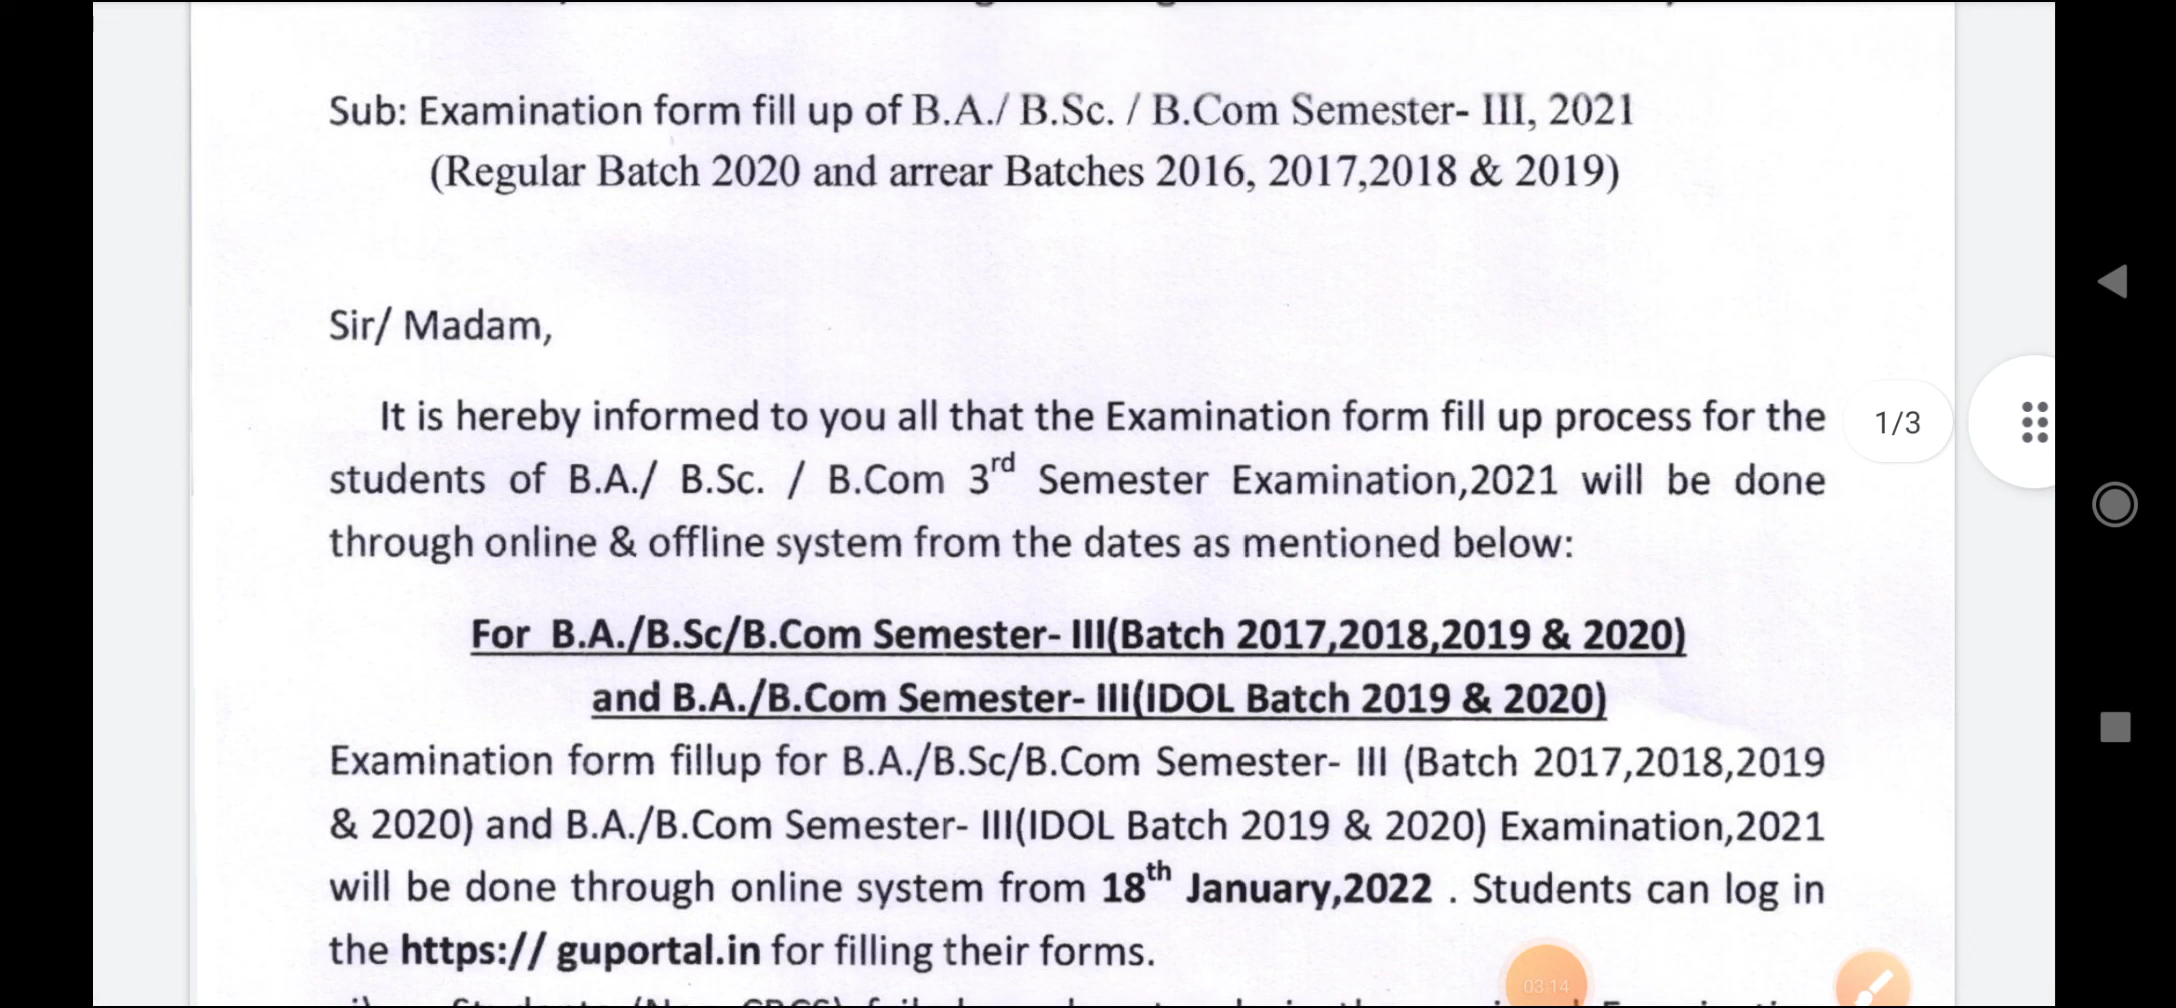 Sub: Examination form fill up of B.A./ B.Sc. / B.Com Semester- III, 2021
(Regular Batch 2020 and arrear Batches 2016, 2017,2018 & 2019)
Sir/ Madam,
It is hereby informed to you all that the Examination form fill up process for the
students of B.A./ B.Sc. / B.Com 3rd Semester Examination,2021 will be done
through online & offline system from the dates as mentioned below:
For B.A./B.Sc/B.Com Semester- III(Batch 2017,2018,2019 & 2020)
and B.A./B.Com Semester- III(IDOL Batch 2019 & 2020)
Examination form fillup for B.A./B.Sc/B.Com Semester- III (Batch 2017,2018,2019
& 2020) and B.A./B.Com Semester- III(IDOL Batch 2019 & 2020) Examination,2021
will be done through online system from 18th January,2022 . Students can log in
the https:// guportal.in for filling their forms.
1/3
03:14